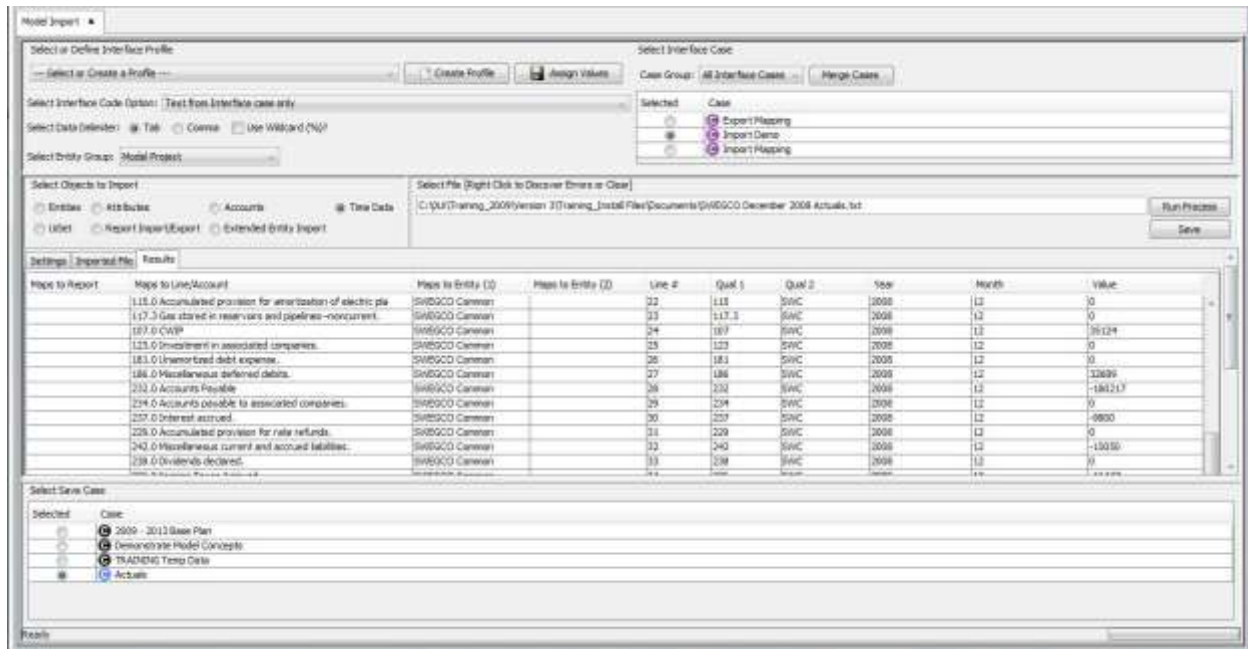 Model Import
Select or Define Interface Profile
--- Select or Create a Profile ---
Create Profile
Assign Values
Select Interface Code Option: Text from Interface case only
Select Data Delimiter: Tab Comma Use Wildcard (%)?
Select Entity Group: Model Project
Select Interface Case
Case Group: All Interface Cases
Merge Cases
Selected Case
Export Mapping
Import Demo
Import Mapping
Select Objects to Import
Entities Attributes Accounts Time Data
Report Import/Export Extended Entity Import
Select File [Right Click to Discover Errors or Clear]
SWEGCO December 2008 Actuals.txt
Run Process
Save
Settings Imported File Results
Maps to Report Maps to Line/Account Maps to Entity (1) Maps to Entity (2) Line # Qual 1 Qual 2 Year Month Value
115.0 Accumulated provision for amortization of electric pla SWEGCO Common 22 115 SWC 2008 12 0
117.3 Gas stored in reservoirs and pipelines-noncurrent. SWEGCO Common 23 117.3 SWC 2008 12 0
107.0 CWIP SWEGCO Common 24 107 SWC 2008 12 35124
123.0 Investment in associated companies. SWEGCO Common 25 123 SWC 2008 12 0
181.0 Unamortized debt expense. SWEGCO Common 26 181 SWC 2008 12 0
186.0 Miscellaneous deferred debits. SWEGCO Common 27 186 SWC 2008 12
232.0 Accounts Payable SWEGCO Common 28 232 SWC 2008 12 -180217
234.0 Accounts payable to associated companies. SWEGCO Common 29 234 SWC 2008 12 0
237.0 Interest accrued. SWEGCO Common 30 237 SWC 2008 12 -9800
229.0 Accumulated provision for rate refunds. SWEGCO Common 31 229 SWC 2008 12 0
242.0 Miscellaneous current and accrued liabilities. SWEGCO Common 32 242 SWC 2008 12
238.0 Dividends declared. SWEGCO Common 33 238 SWC 2008 12 0
Select Save Case
Selected Case
2009 - 2013 Base Plan
Demonstrate Model Concepts
TRAINING Temp Data
Actuals
Ready